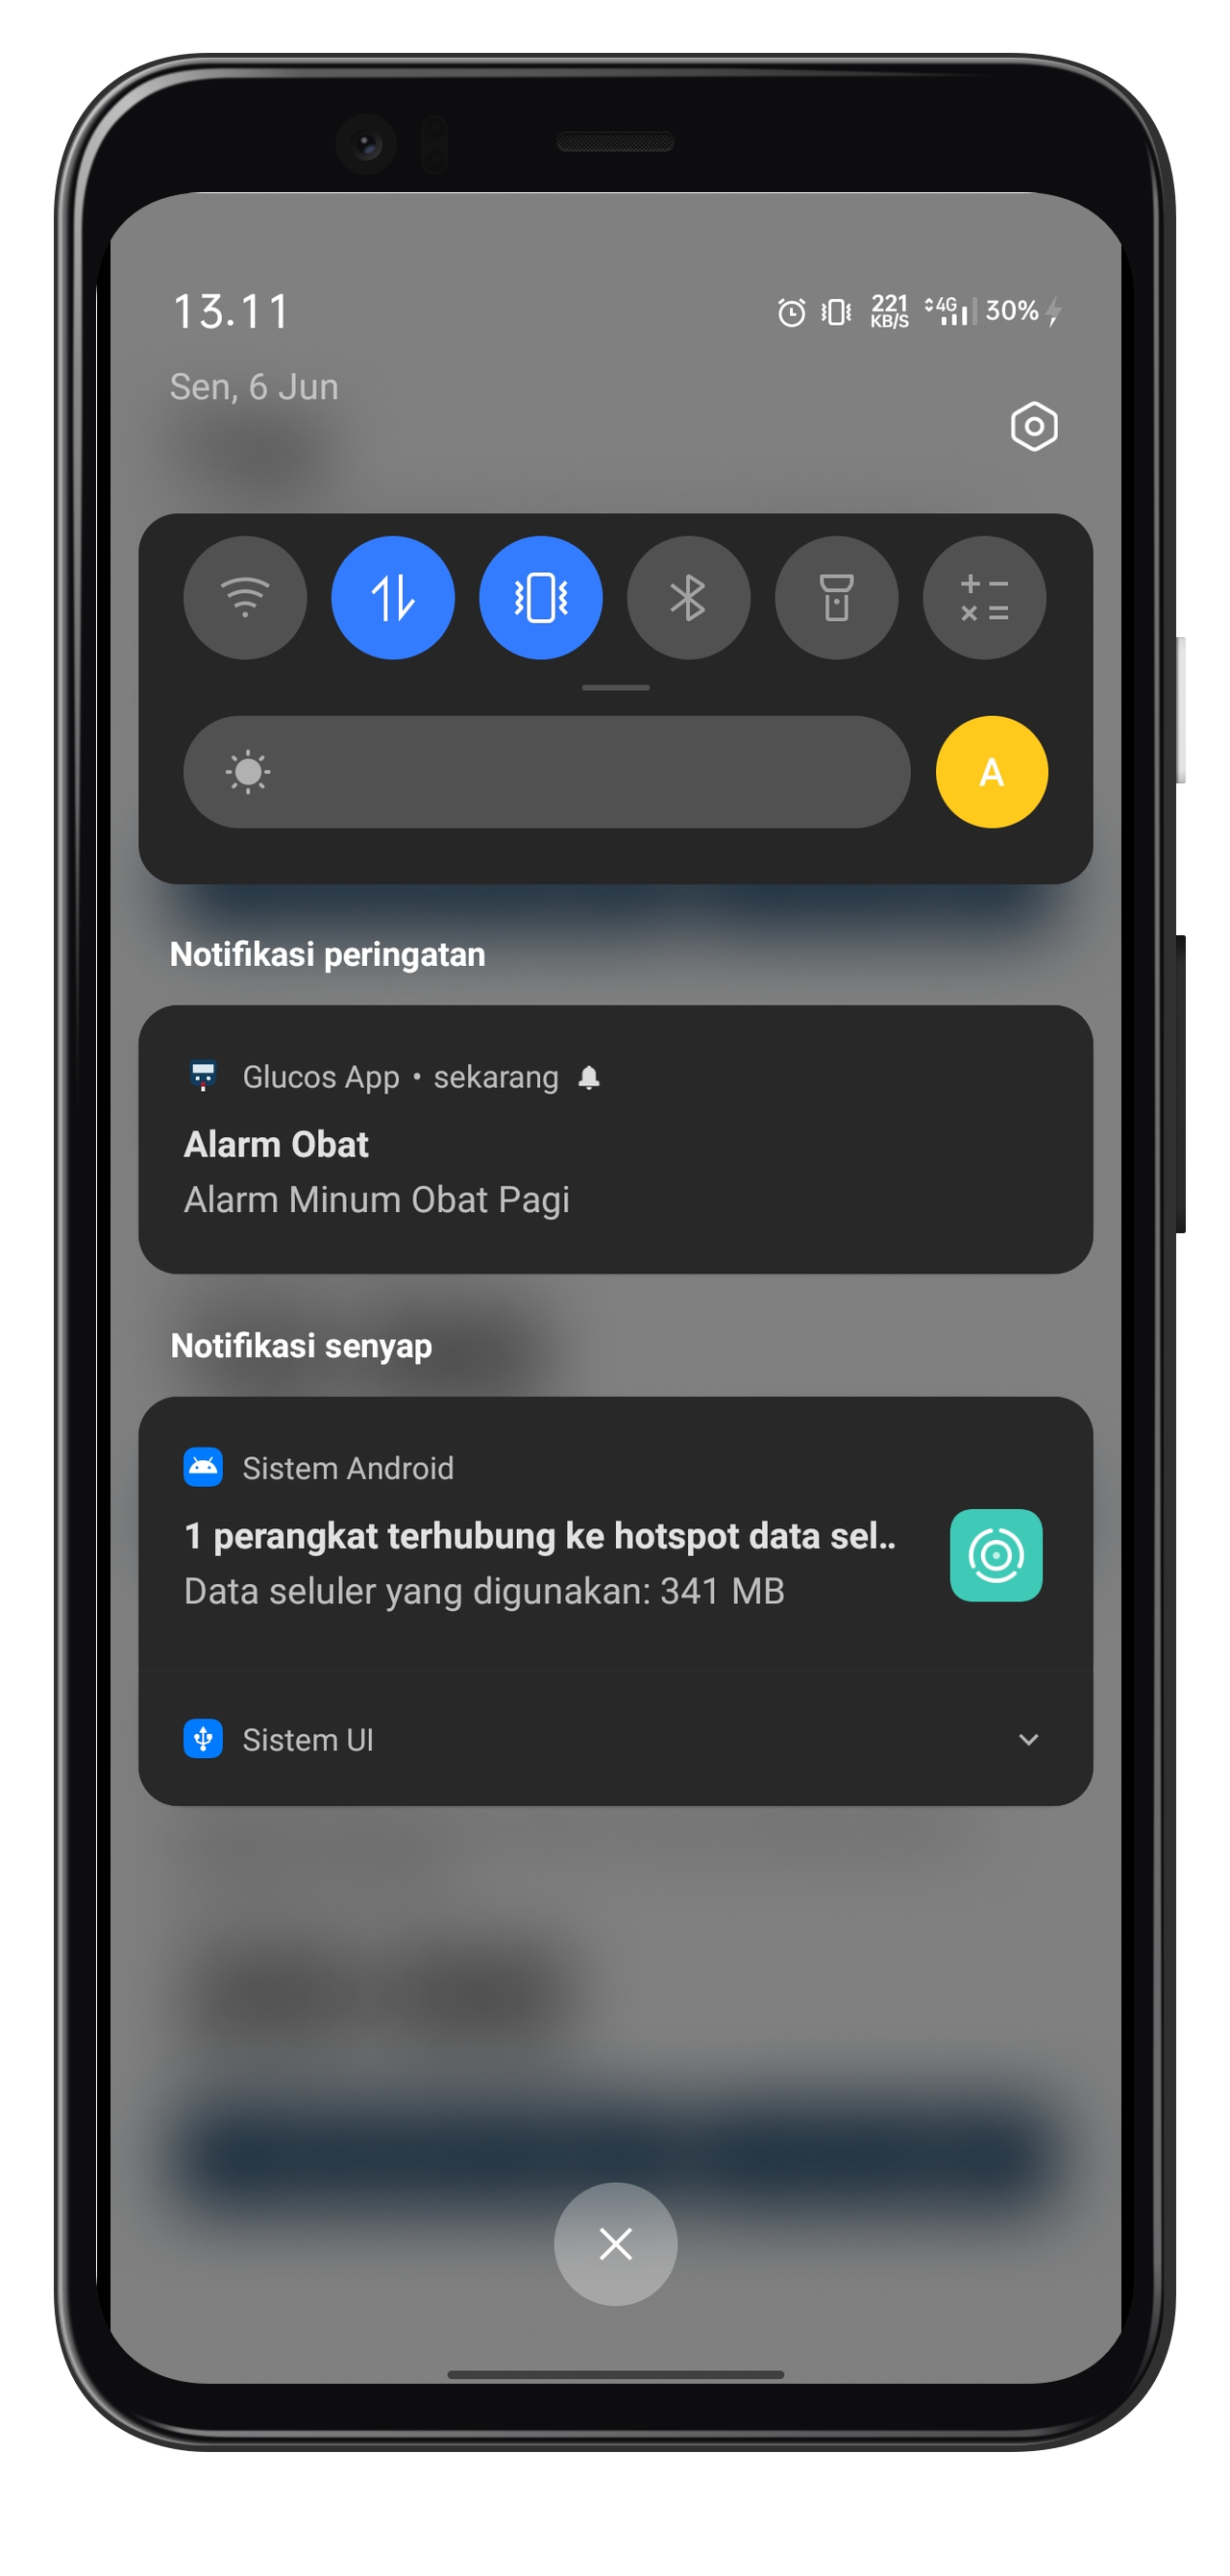 13.11
221 KB/S 4G 30%
Sen, 6 Jun
A
Notifikasi peringatan
Glucos App • sekarang
Alarm Obat
Alarm Minum Obat Pagi
Notifikasi senyap
Sistem Android
1 perangkat terhubung ke hotspot data sel..
Data seluler yang digunakan: 341 MB
Sistem UI